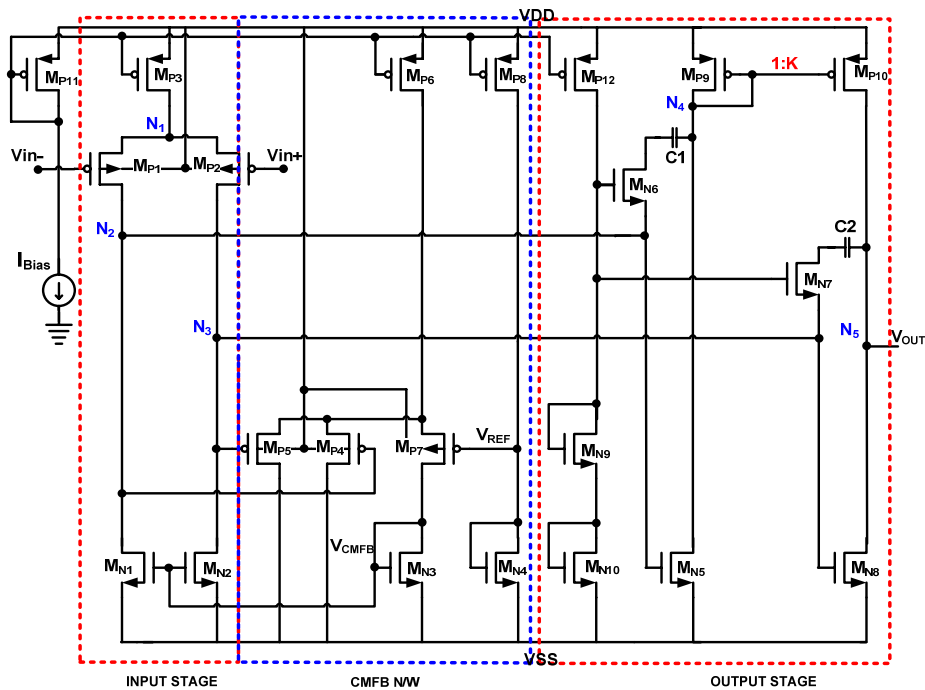 VDD
MP11
MP3
MP6
MP8
MP12
MP9
1:K
MP10
N1
N4
C1
Vin-
MP1
MP2
Vin+
MN6
N2
C2
IBias
MN7
N3
N5
VOUT
MP5
MP4
MP7
VREF
MN9
VCMFB
MN1
MN2
MN3
MN4
MN10
MN5
MN8
VSS
INPUT STAGE
CMFB N/W
OUTPUT STAGE